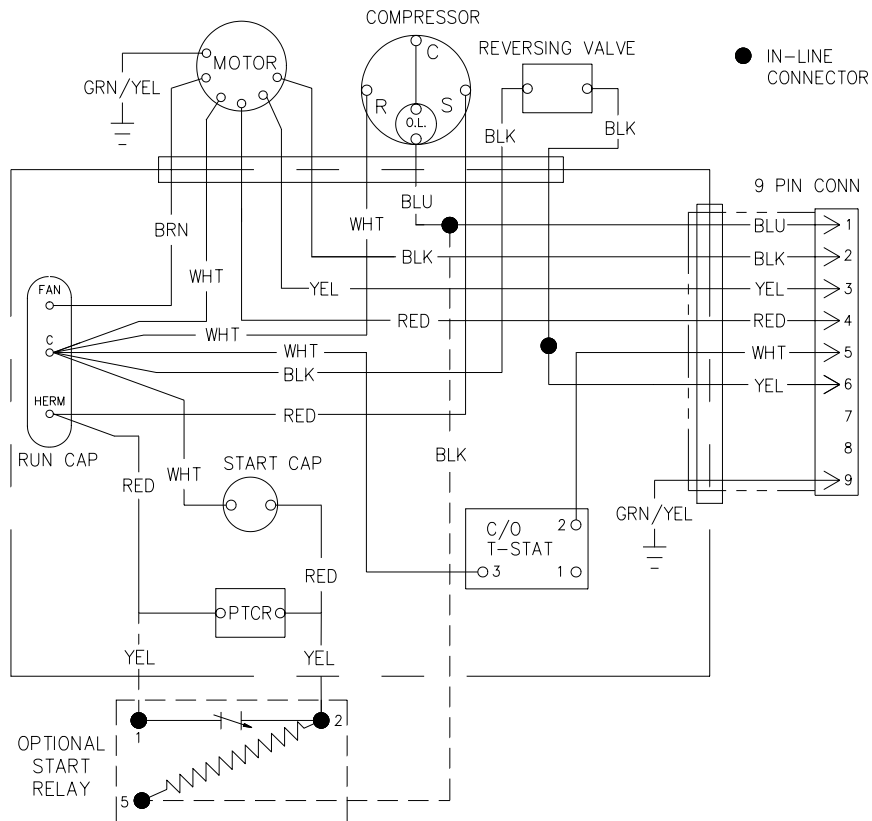 COMPRESSOR
REVERSING VALVE
IN-LINE
CONNECTOR
MOTOR
C
GRN/YEL
R
S
O.L.
BLK
BLK
9 PIN CONN
BLU
BLU
1
BRN
WHT
BLK
BLK
2
WHT
FAN
YEL
YEL
3
RED
RED
4
WHT
C
WHT
WHT
5
BLK
YEL
6
HERM
RED
7
8
RUN CAP
START CAP
BLK
WHT
RED
9
GRN/YEL
C/O
T-STAT
2
3
1
RED
PTCR
YEL
YEL
1
2
OPTIONAL
START
RELAY
5